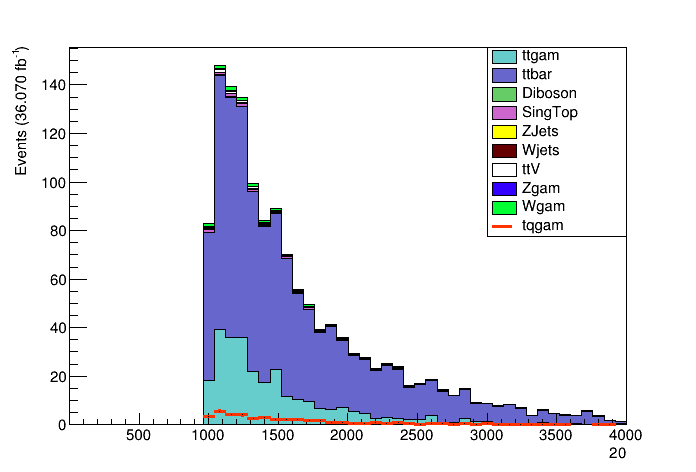 Events (36.070 fb⁻¹)
140
120
100
80
60
40
20
0
ttgam
ttbar
Diboson
SingTop
ZJets
Wjets
ttV
Zgam
Wgam
tqgam
500 1000 1500 2000 2500 3000 3500 4000
20